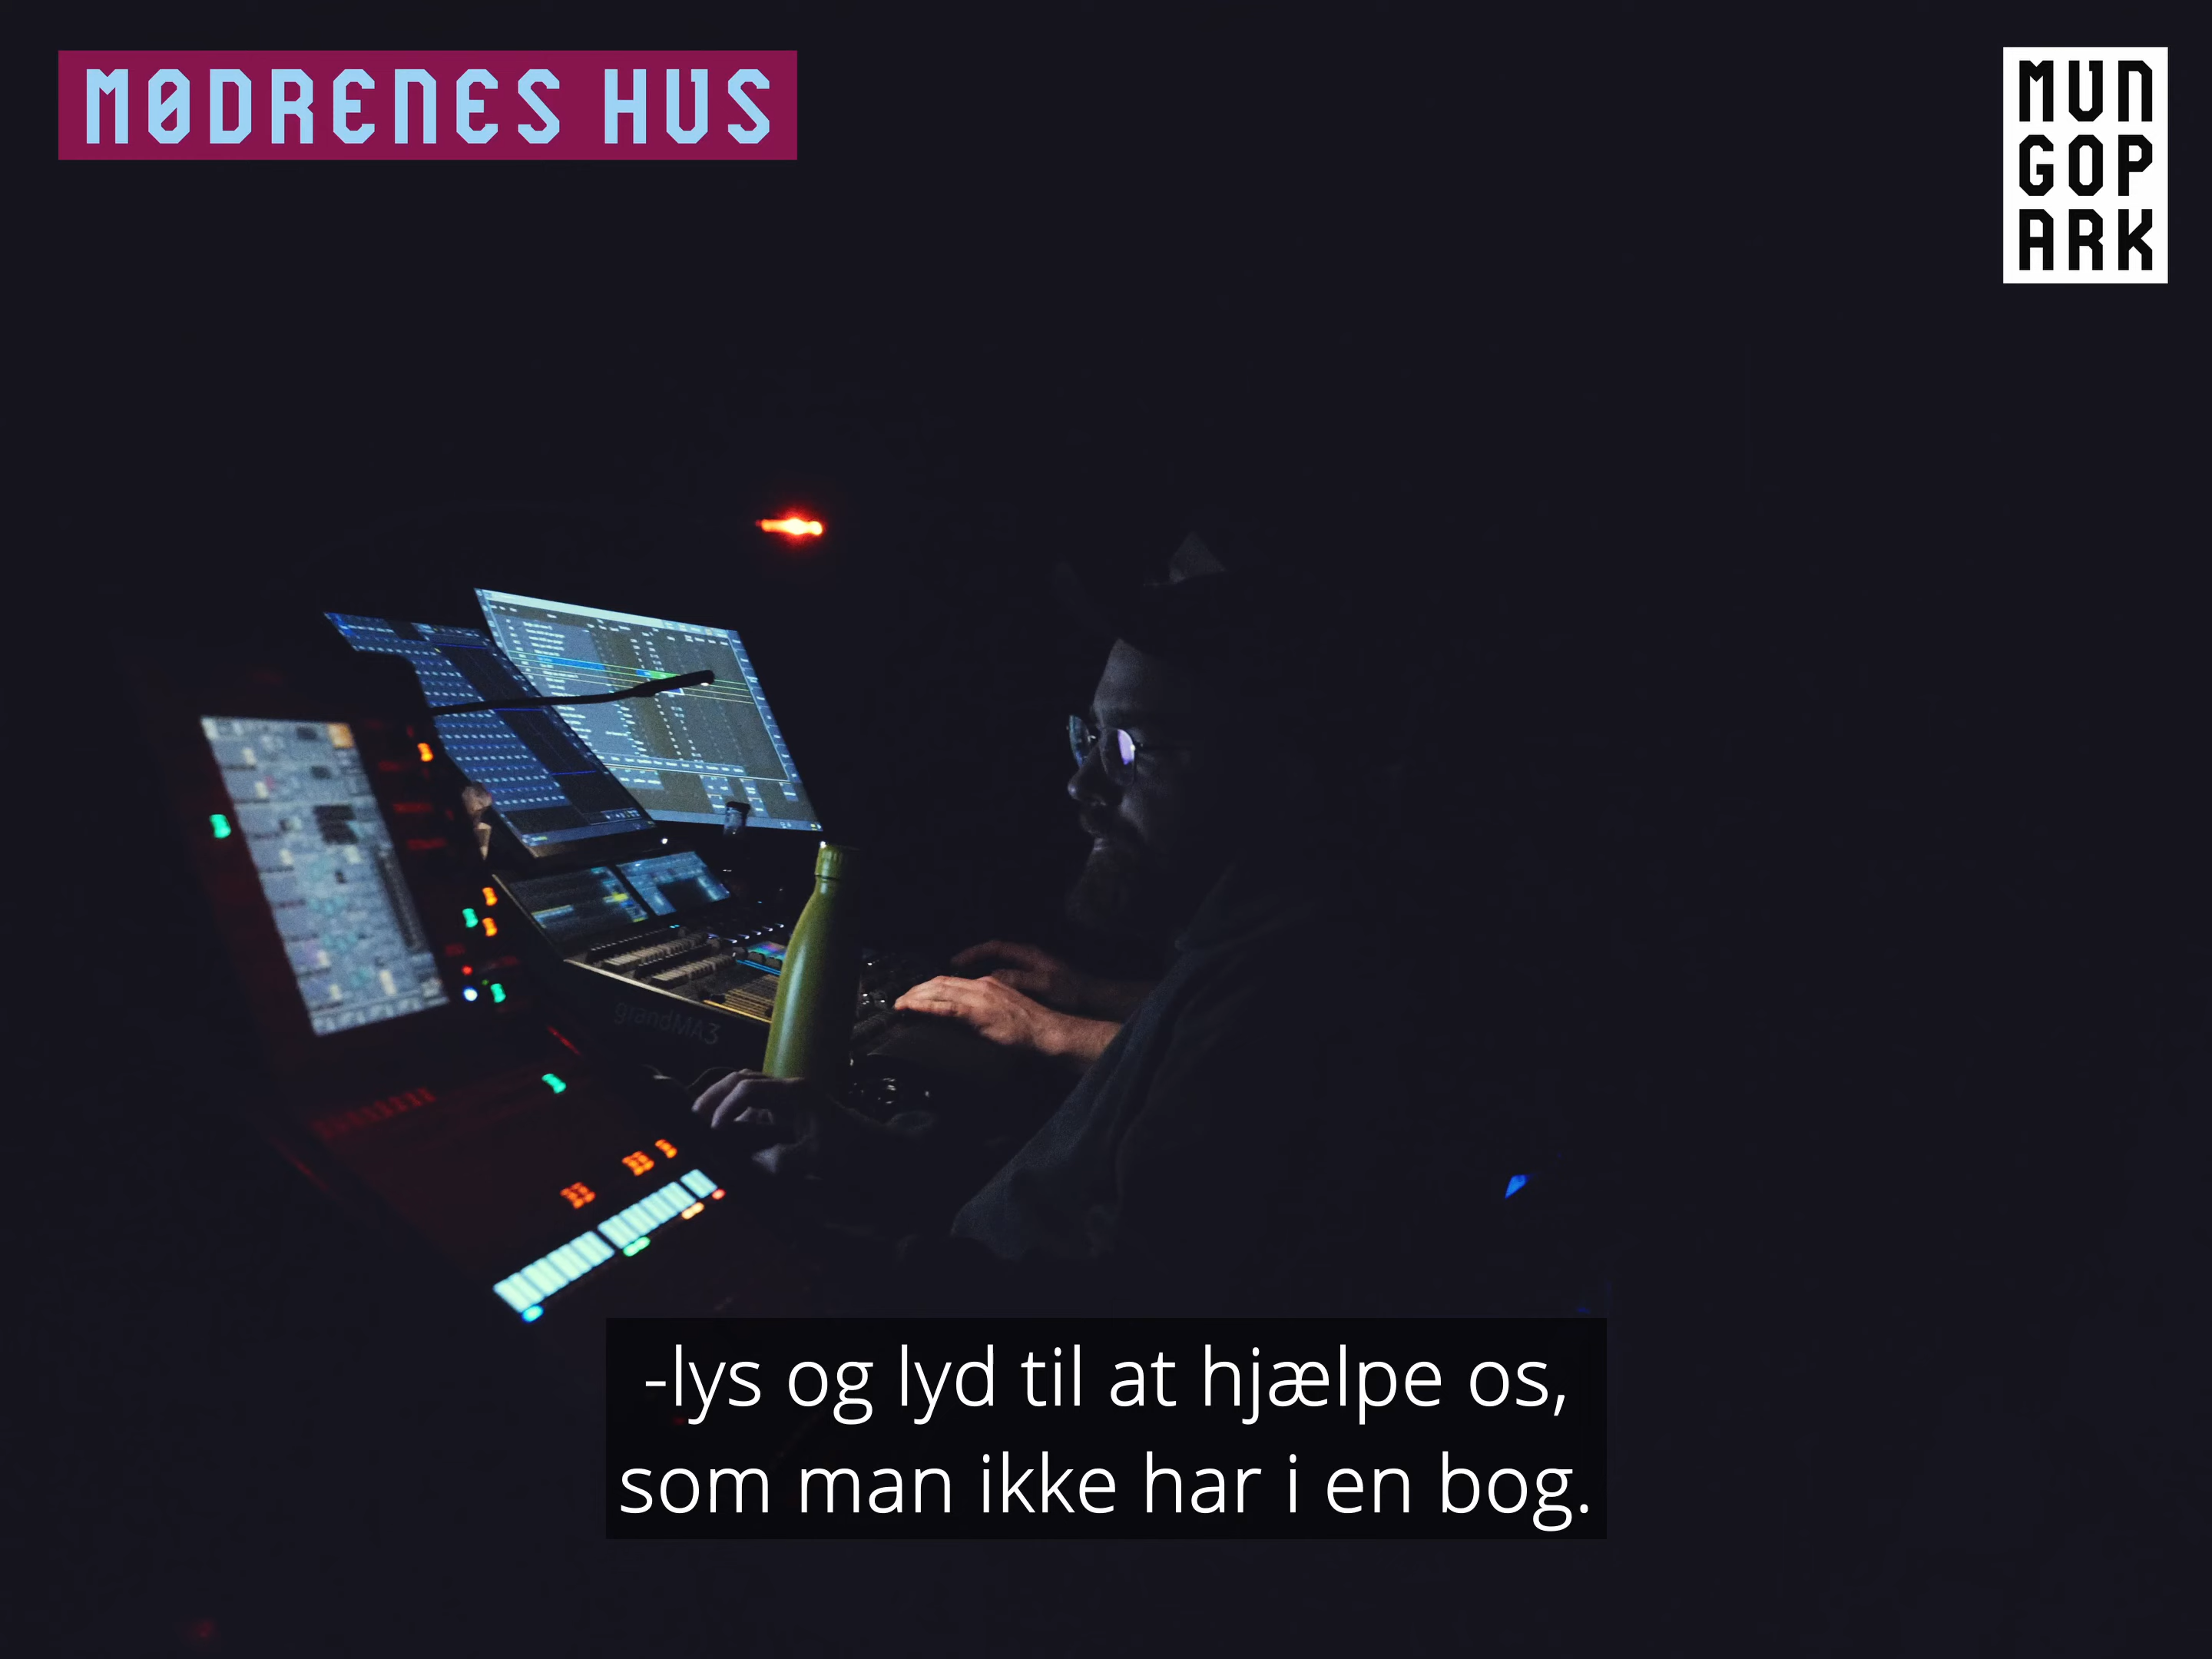 MØDRENES HUS
MUN
GOP
ARK
grandMA3
-lys og lyd til at hjælpe os,
som man ikke har i en bog.